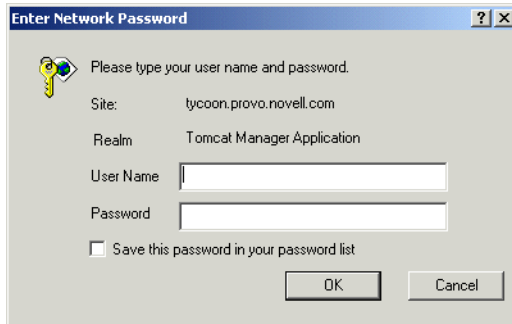 Enter Network Password
Please type your user name and password.
Site: tycoon.provo.novell.com
Realm Tomcat Manager Application
User Name
Password
Save this password in your password list
OK Cancel